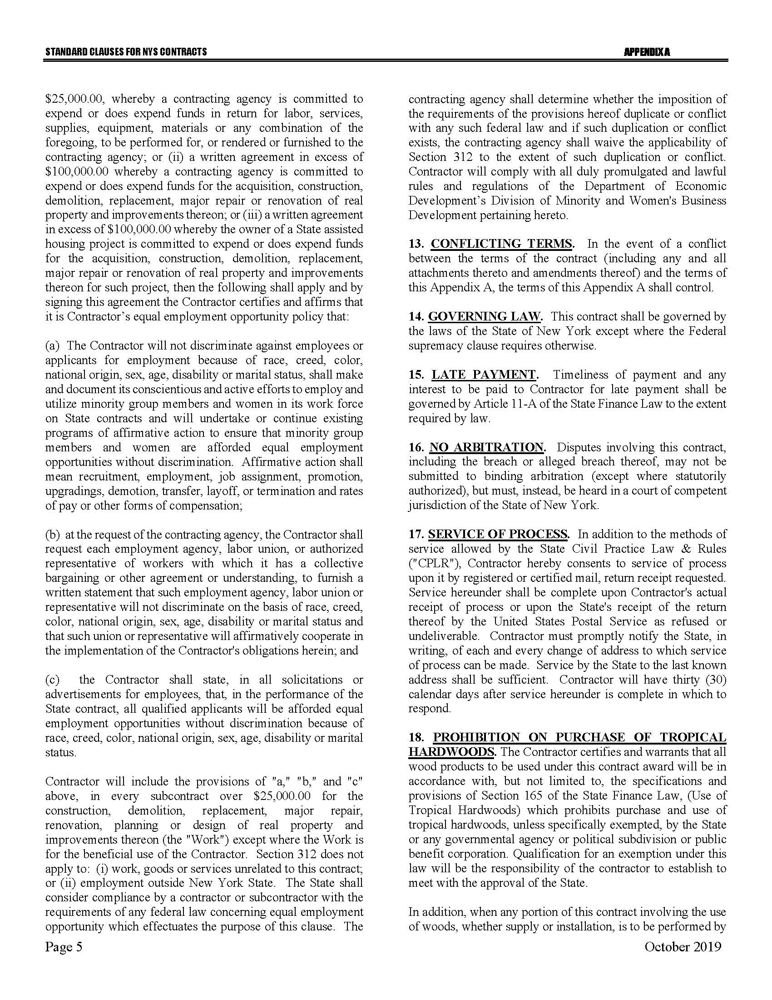 STANDARD CLAUSES FOR NYS CONTRACTS APPENDIX A
$25,000.00, whereby a contracting agency is committed to
expend or does expend funds in return for labor, services,
supplies, equipment, materials or any combination of the
foregoing, to be performed for, or rendered or furnished to the
contracting agency; or (ii) a written agreement in excess of
$100,000.00 whereby a contracting agency is committed to
expend or does expend funds for the acquisition, construction,
demolition, replacement, major repair or renovation of real
property and improvements thereon; or (iii) a written agreement
in excess of $100,000.00 whereby the owner of a State assisted
housing project is committed to expend or does expend funds
for the acquisition, construction, demolition, replacement,
major repair or renovation of real property and improvements
thereon for such project, then the following shall apply and by
signing this agreement the Contractor certifies and affirms that
it is Contractor’s equal employment opportunity policy that:
(a) The Contractor will not discriminate against employees or
applicants for employment because of race, creed, color,
national origin, sex, age, disability or marital status, shall make
and document its conscientious and active efforts to employ and
utilize minority group members and women in its work force
on State contracts and will undertake or continue existing
programs of affirmative action to ensure that minority group
members and women are afforded equal employment
opportunities without discrimination. Affirmative action shall
mean recruitment, employment, job assignment, promotion,
upgradings, demotion, transfer, layoff, or termination and rates
of pay or other forms of compensation;
(b) at the request of the contracting agency, the Contractor shall
request each employment agency, labor union, or authorized
representative of workers with which it has a collective
bargaining or other agreement or understanding, to furnish a
written statement that such employment agency, labor union or
representative will not discriminate on the basis of race, creed,
color, national origin, sex, age, disability or marital status and
that such union or representative will affirmatively cooperate in
the implementation of the Contractor's obligations herein; and
(c) the Contractor shall state, in all solicitations or
advertisements for employees, that, in the performance of the
State contract, all qualified applicants will be afforded equal
employment opportunities without discrimination because of
race, creed, color, national origin, sex, age, disability or marital
status.
Contractor will include the provisions of "a," "b," and "c"
above, in every subcontract over $25,000.00 for the
construction, demolition, replacement, major repair,
renovation, planning or design of real property and
improvements thereon (the "Work") except where the Work is
for the beneficial use of the Contractor. Section 312 does not
apply to: (i) work, goods or services unrelated to this contract;
or (ii) employment outside New York State. The State shall
consider compliance by a contractor or subcontractor with the
requirements of any federal law concerning equal employment
opportunity which effectuates the purpose of this clause. The
contracting agency shall determine whether the imposition of
the requirements of the provisions hereof duplicate or conflict
with any such federal law and if such duplication or conflict
exists, the contracting agency shall waive the applicability of
Section 312 to the extent of such duplication or conflict.
Contractor will comply with all duly promulgated and lawful
rules and regulations of the Department of Economic
Development’s Division of Minority and Women's Business
Development pertaining hereto.
13. CONFLICTING TERMS. In the event of a conflict
between the terms of the contract (including any and all
attachments thereto and amendments thereof) and the terms of
this Appendix A, the terms of this Appendix A shall control.
14. GOVERNING LAW. This contract shall be governed by
the laws of the State of New York except where the Federal
supremacy clause requires otherwise.
15. LATE PAYMENT. Timeliness of payment and any
interest to be paid to Contractor for late payment shall be
governed by Article 11-A of the State Finance Law to the extent
required by law.
16. NO ARBITRATION. Disputes involving this contract,
including the breach or alleged breach thereof, may not be
submitted to binding arbitration (except where statutorily
authorized), but must, instead, be heard in a court of competent
jurisdiction of the State of New York.
17. SERVICE OF PROCESS. In addition to the methods of
service allowed by the State Civil Practice Law & Rules
("CPLR"), Contractor hereby consents to service of process
upon it by registered or certified mail, return receipt requested.
Service hereunder shall be complete upon Contractor's actual
receipt of process or upon the State's receipt of the return
thereof by the United States Postal Service as refused or
undeliverable. Contractor must promptly notify the State, in
writing, of each and every change of address to which service
of process can be made. Service by the State to the last known
address shall be sufficient. Contractor will have thirty (30)
calendar days after service hereunder is complete in which to
respond.
18. PROHIBITION ON PURCHASE OF TROPICAL
HARDWOODS. The Contractor certifies and warrants that all
wood products to be used under this contract award will be in
accordance with, but not limited to, the specifications and
provisions of Section 165 of the State Finance Law, (Use of
Tropical Hardwoods) which prohibits purchase and use of
tropical hardwoods, unless specifically exempted, by the State
or any governmental agency or political subdivision or public
benefit corporation. Qualification for an exemption under this
law will be the responsibility of the contractor to establish to
meet with the approval of the State.
In addition, when any portion of this contract involving the use
of woods, whether supply or installation, is to be performed by
Page 5 October 2019